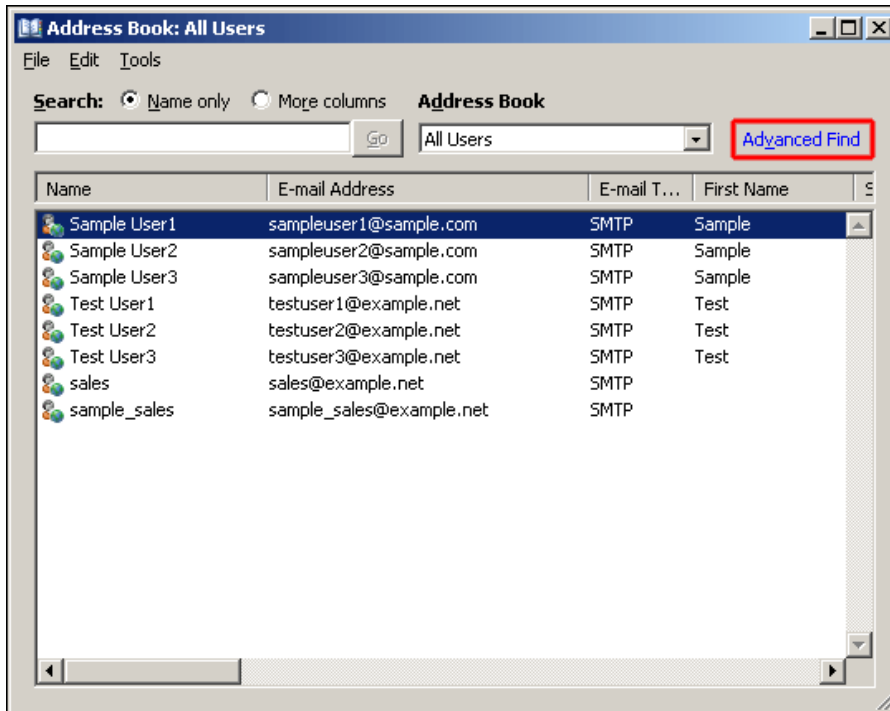 Address Book: All Users
File Edit Tools
Search: Name only More columns Address Book
Go All Users Advanced Find
Name E-mail Address E-mail T... First Name
Sample User1 sampleuser1@sample.com SMTP Sample
Sample User2 sampleuser2@sample.com SMTP Sample
Sample User3 sampleuser3@sample.com SMTP Sample
Test User1 testuser1@example.net SMTP Test
Test User2 testuser2@example.net SMTP Test
Test User3 testuser3@example.net SMTP Test
sales sales@example.net SMTP
sample_sales sample_sales@example.net SMTP